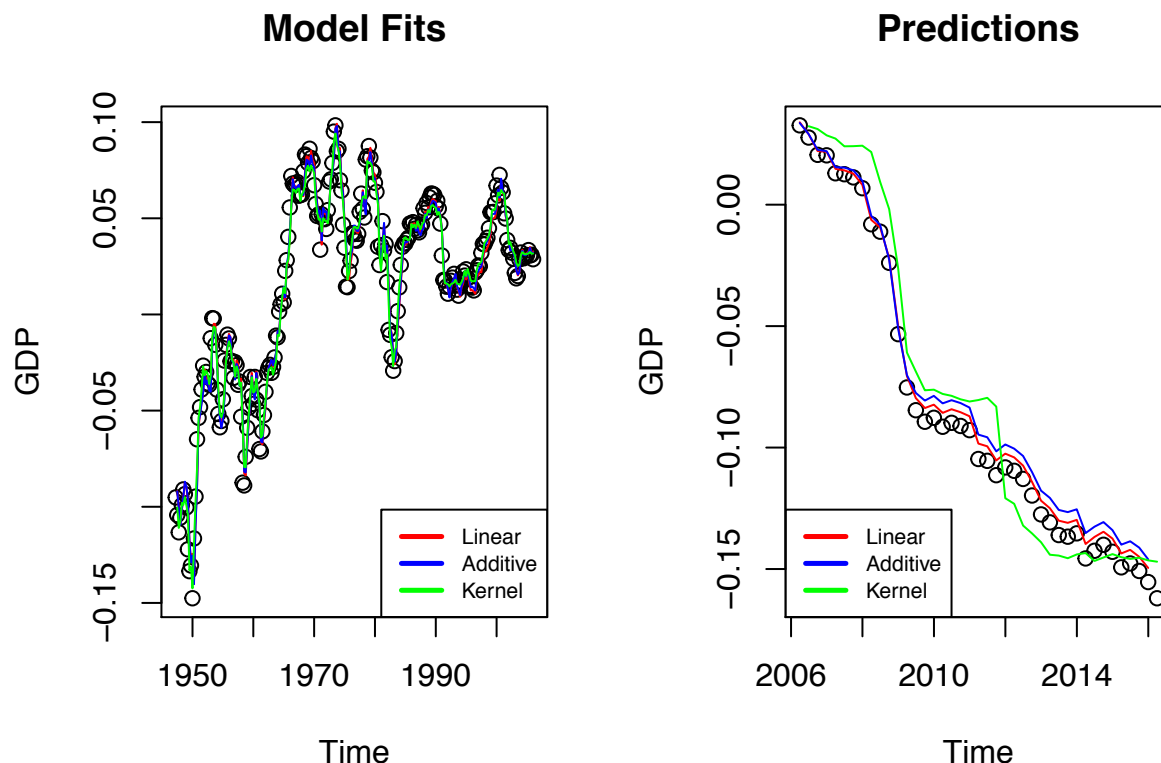 Model Fits
GDP
0.10
0.05
−0.05
−0.15
1950 1970 1990
Time
Linear
Additive
Kernel
Predictions
GDP
0.00
−0.05
−0.10
−0.15
2006 2010 2014
Time
Linear
Additive
Kernel